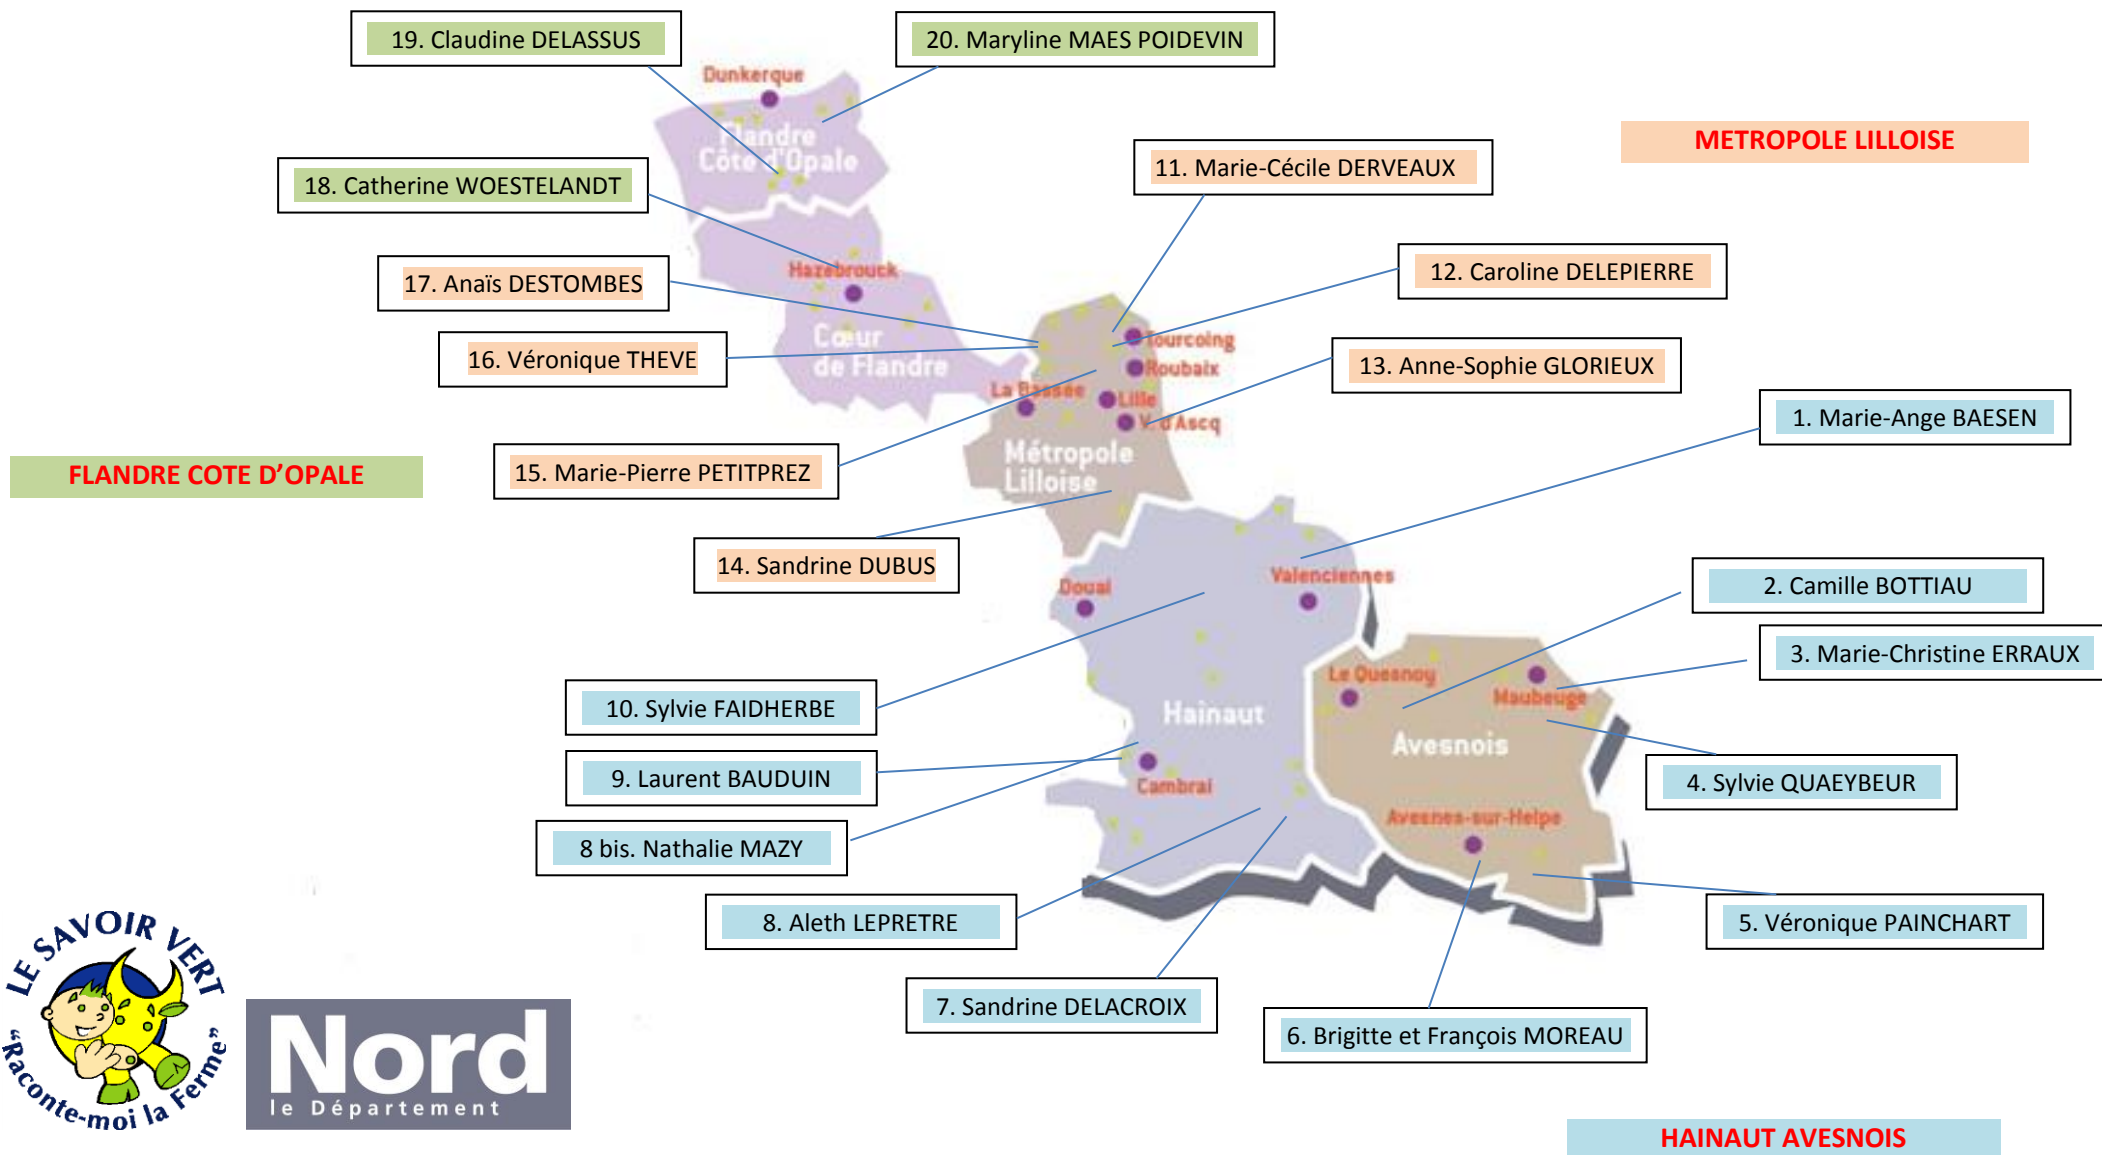 19. Claudine DELASSUS
20. Maryline MAES POIDEVIN
Dunkerque
METROPOLE LILLOISE
Flandre
Côte d'Opale
11. Marie-Cécile DERVEAUX
18. Catherine WOESTELANDT
Hazebrouck
12. Caroline DELEPIERRE
17. Anaïs DESTOMBES
Cœur
de Flandre
Tourcoing
16. Véronique THEVE
Roubaix
13. Anne-Sophie GLORIEUX
La Bassée
Lille
V. d'Ascq
1. Marie-Ange BAESEN
Métropole
Lilloise
FLANDRE COTE D'OPALE
15. Marie-Pierre PETITPREZ
14. Sandrine DUBUS
Douai
Valenciennes
2. Camille BOTTIAU
3. Marie-Christine ERRAUX
Le Quesnoy
Maubeuge
10. Sylvie FAIDHERBE
Hainaut
Avesnois
9. Laurent BAUDUIN
Cambrai
4. Sylvie QUAEYBEUR
Avesnes-sur-Helpe
8 bis. Nathalie MAZY
8. Aleth LEPRETRE
5. Véronique PAINCHART
7. Sandrine DELACROIX
6. Brigitte et François MOREAU
LE SAVOIR VERT
“Raconte-moi la Ferme”
Nord
le Département
HAINAUT AVESNOIS